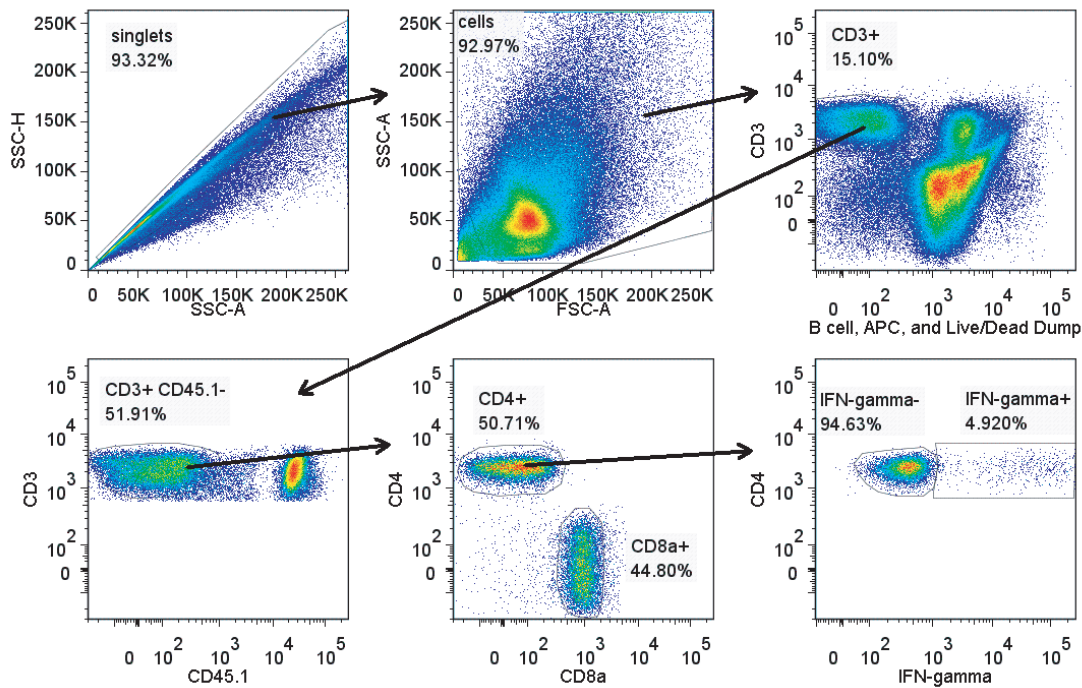 250K
200K
150K
100K
50K
0
SSC-H
singlets
93.32%
0 50K 100K 150K 200K 250K
SSC-A
250K
200K
150K
100K
50K
0
SSC-A
cells
92.97%
0 50K 100K 150K 200K 250K
FSC-A
10^5
10^4
10^3
10^2
0
CD3
CD3+
15.10%
0 10^2 10^3 10^4 10^5
B cell, APC, and Live/Dead Dump
10^5
10^4
10^3
10^2
0
CD3
CD3+ CD45.1-
51.91%
0 10^2 10^3 10^4 10^5
CD45.1
10^5
10^4
10^3
10^2
0
CD4
CD4+
50.71%
CD8a+
44.80%
0 10^2 10^3 10^4 10^5
CD8a
10^5
10^4
10^3
10^2
0
CD4
IFN-gamma-
94.63%
IFN-gamma+
4.920%
0 10^2 10^3 10^4 10^5
IFN-gamma